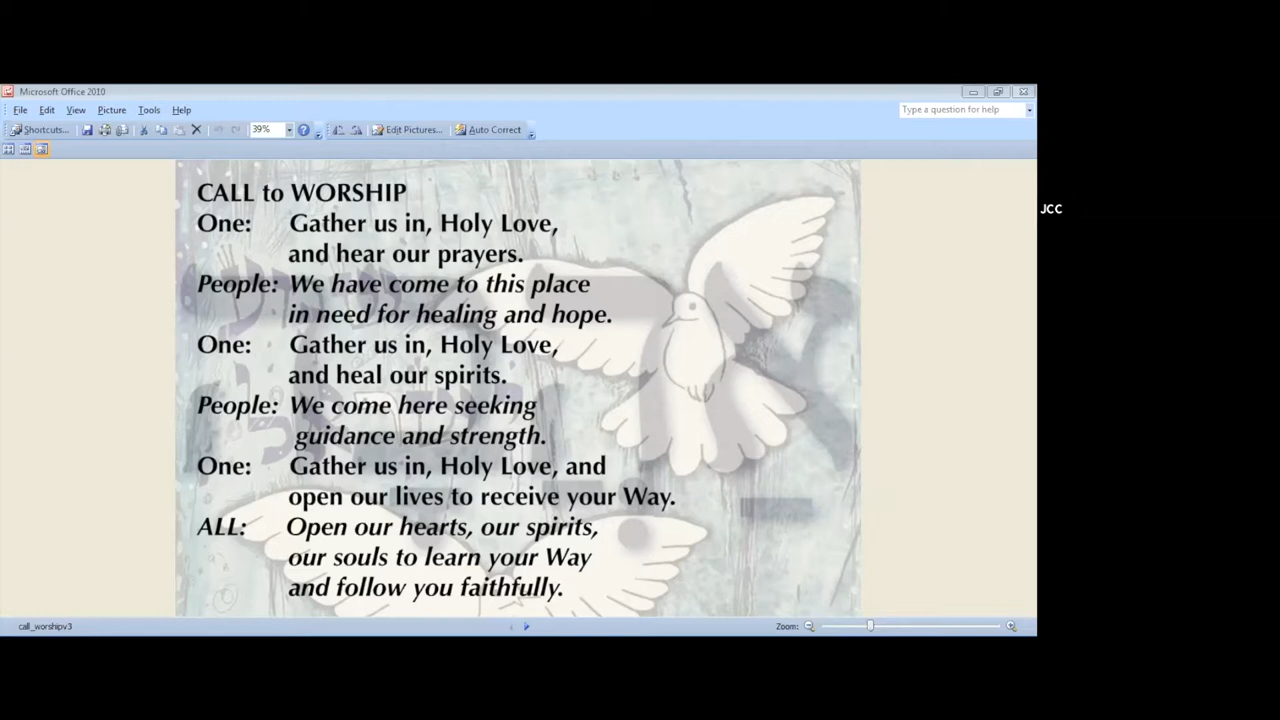 Microsoft Office 2010
File Edit View Picture Tools Help
Type a question for help
Shortcuts... 39% Edit Pictures... Auto Correct
CALL to WORSHIP
One: Gather us in, Holy Love,
and hear our prayers.
People: We have come to this place
in need for healing and hope.
JCC
One: Gather us in, Holy Love,
and heal our spirits.
People: We come here seeking
guidance and strength.
One: Gather us in, Holy Love, and
open our lives to receive your Way.
ALL: Open our hearts, our spirits,
our souls to learn your Way
and follow you faithfully.
call_worshipv3
Zoom: